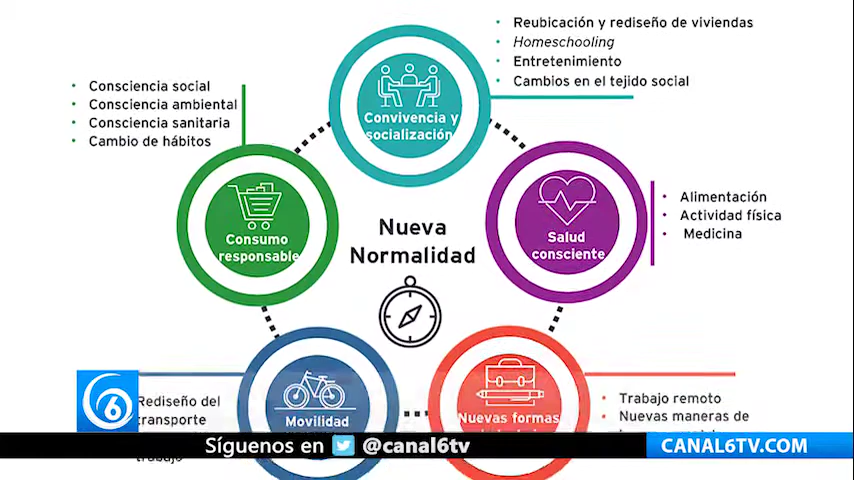 Reubicación y rediseño de viviendas
Homeschooling
Entretenimiento
Cambios en el tejido social
Convivencia y
socialización
Consciencia social
Consciencia ambiental
Consciencia sanitaria
Cambio de hábitos
Consumo
responsable
Nueva
Normalidad
Salud
consciente
Alimentación
Actividad física
Medicina
Movilidad
Rediseño del
transporte
trabajo
Nuevas formas
Trabajo remoto
Nuevas maneras de
6
Síguenos en @canal6tv
CANAL6TV.COM